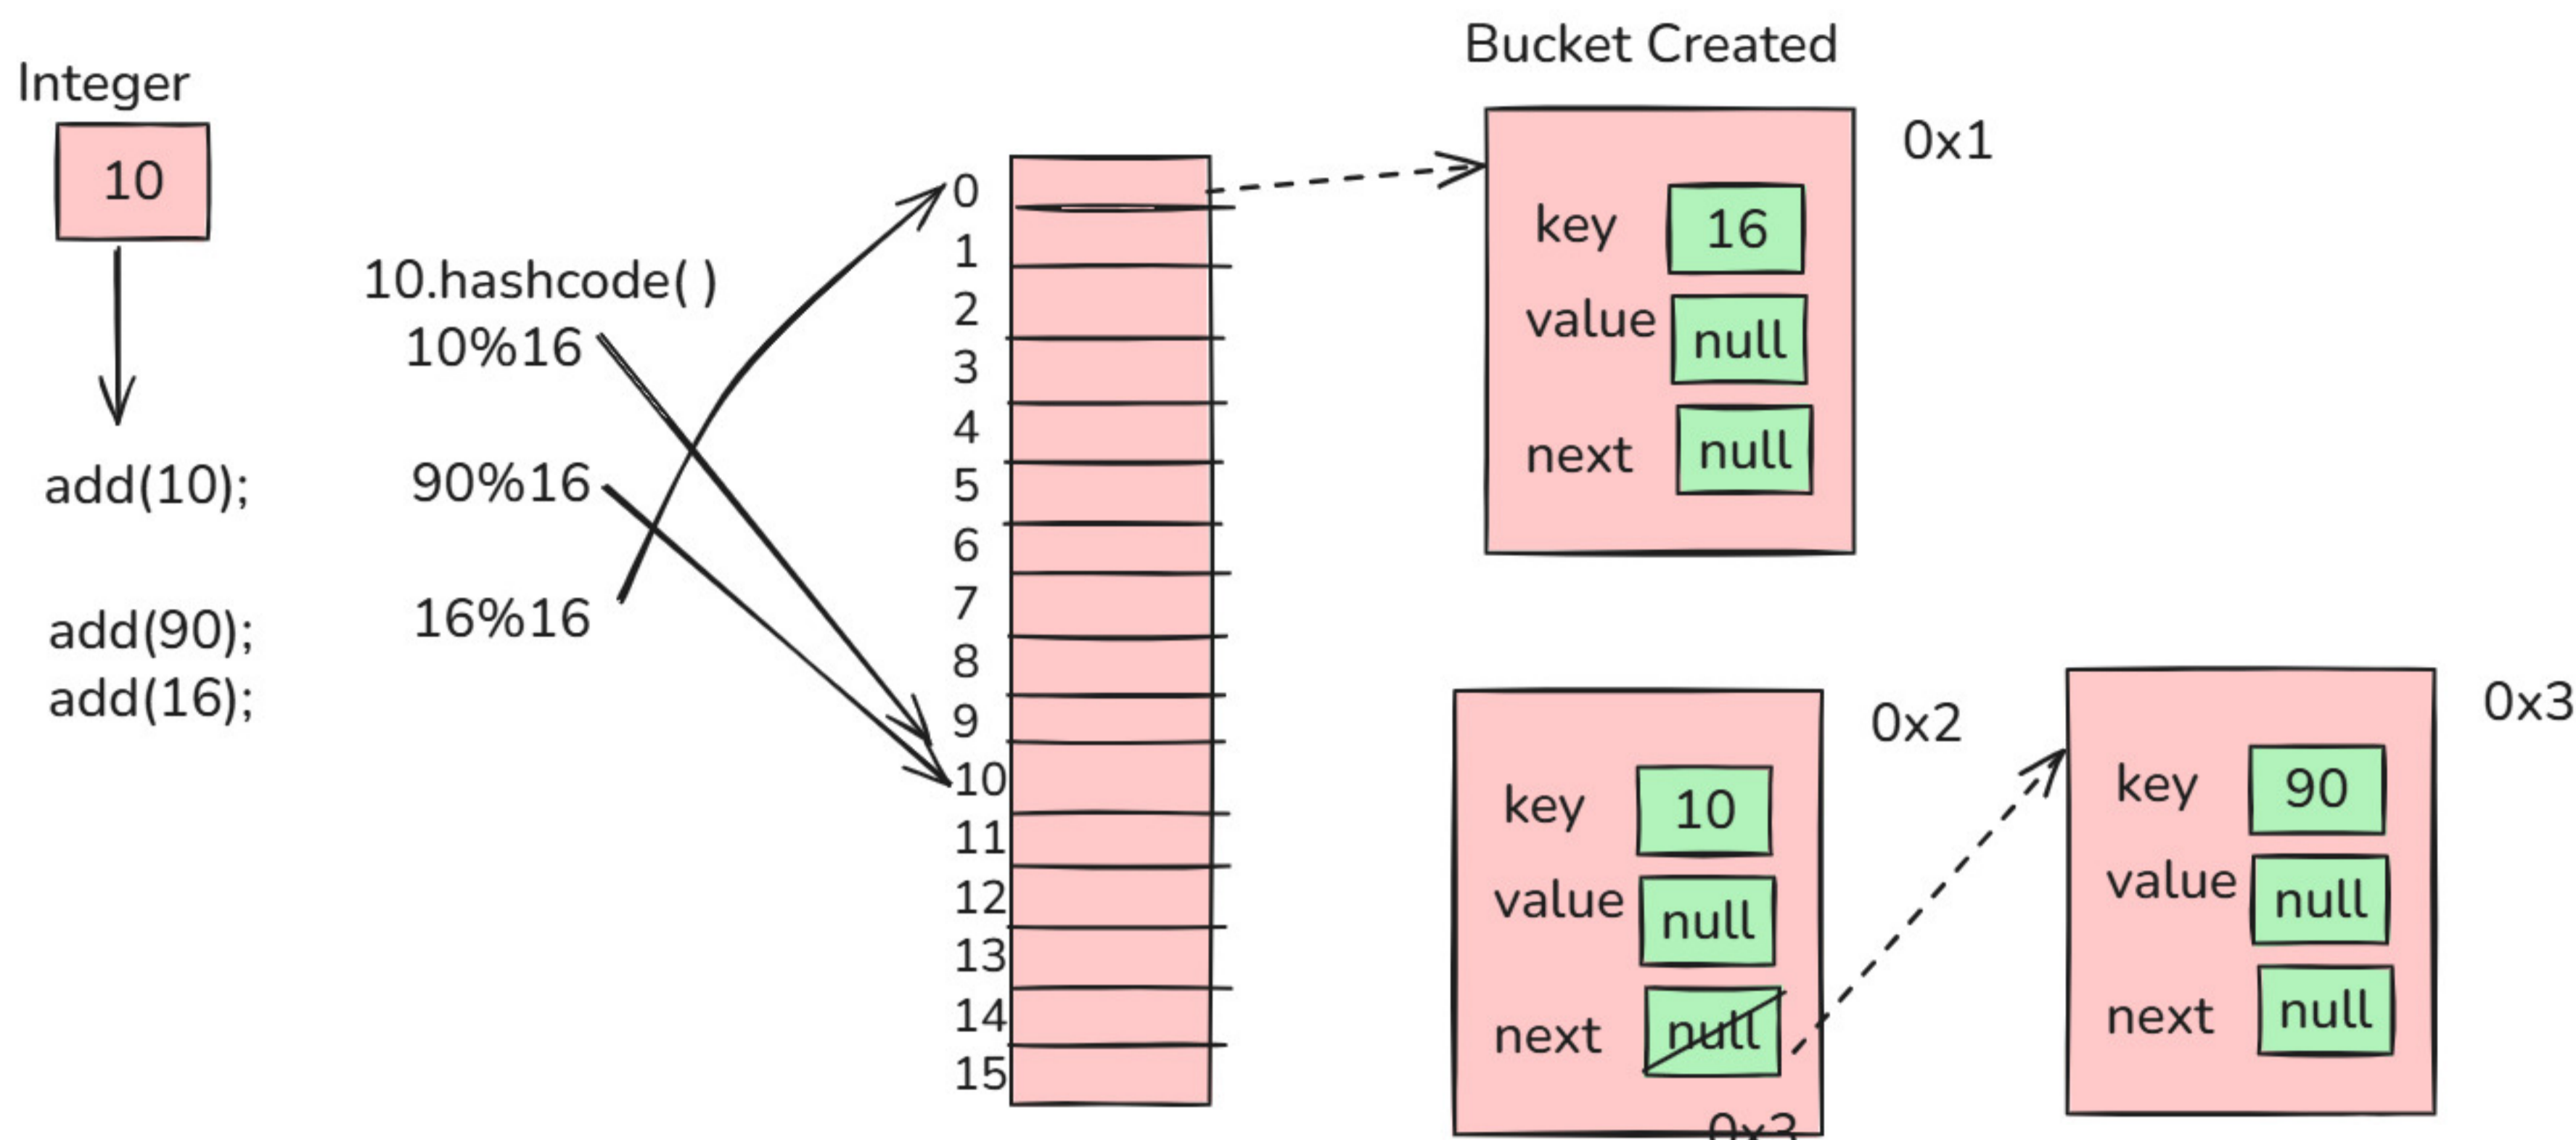 Integer
10
add(10);
add(90);
add(16);
10.hashcode( )
10%16
90%16
16%16
0
1
2
3
4
5
6
7
8
9
10
11
12
13
14
15
Bucket Created
0x1
key 16
value null
next null
0x2
key 10
value null
next null
0x3
0x3
key 90
value null
next null